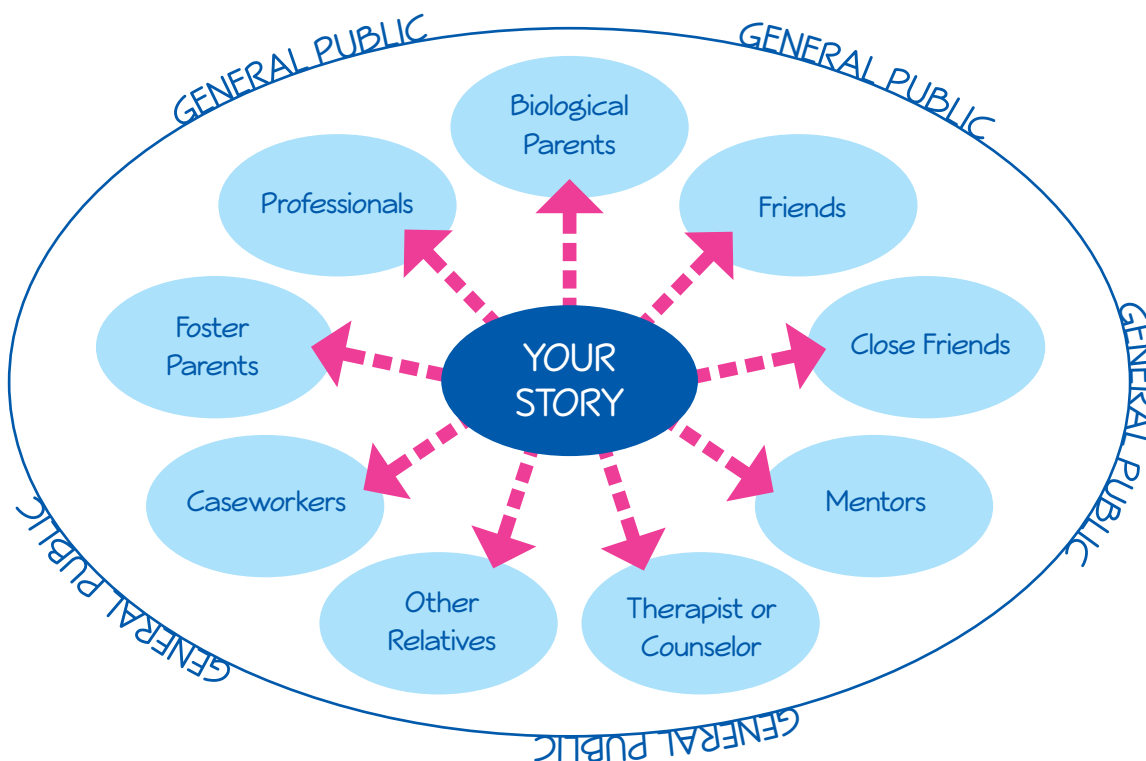 GENERAL PUBLIC
GENERAL PUBLIC
Biological
Parents
Professionals
Friends
Foster
Parents
YOUR
STORY
Close Friends
GENERAL PUBLIC
Caseworkers
Mentors
GENERAL PUBLIC
Other
Relatives
Therapist or
Counselor
GENERAL PUBLIC